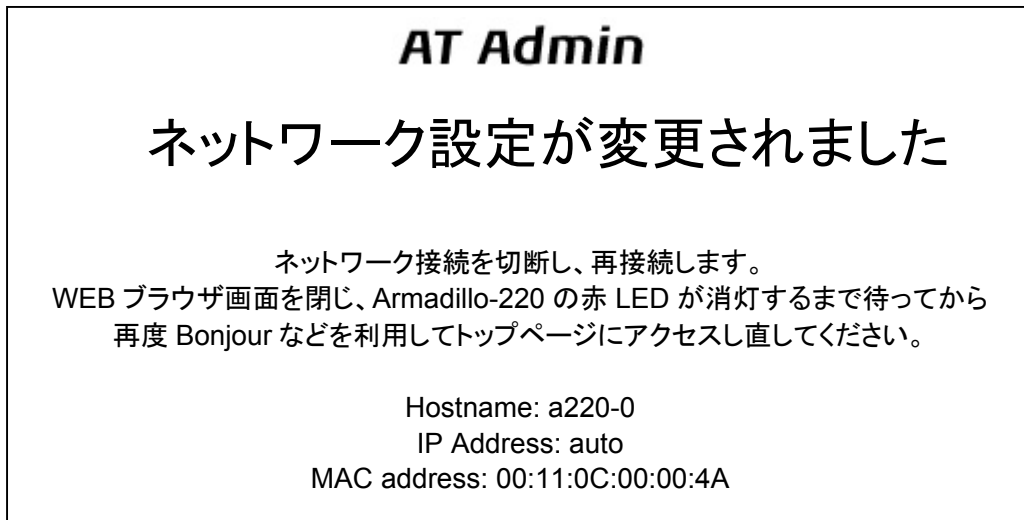 AT Admin
ネットワーク設定が変更されました
ネットワーク接続を切断し、再接続します。
WEB ブラウザ画面を閉じ、Armadillo-220 の赤 LED が消灯するまで待ってから
再度 Bonjour などを利用してトップページにアクセスし直してください。
Hostname: a220-0
IP Address: auto
MAC address: 00:11:0C:00:00:4A